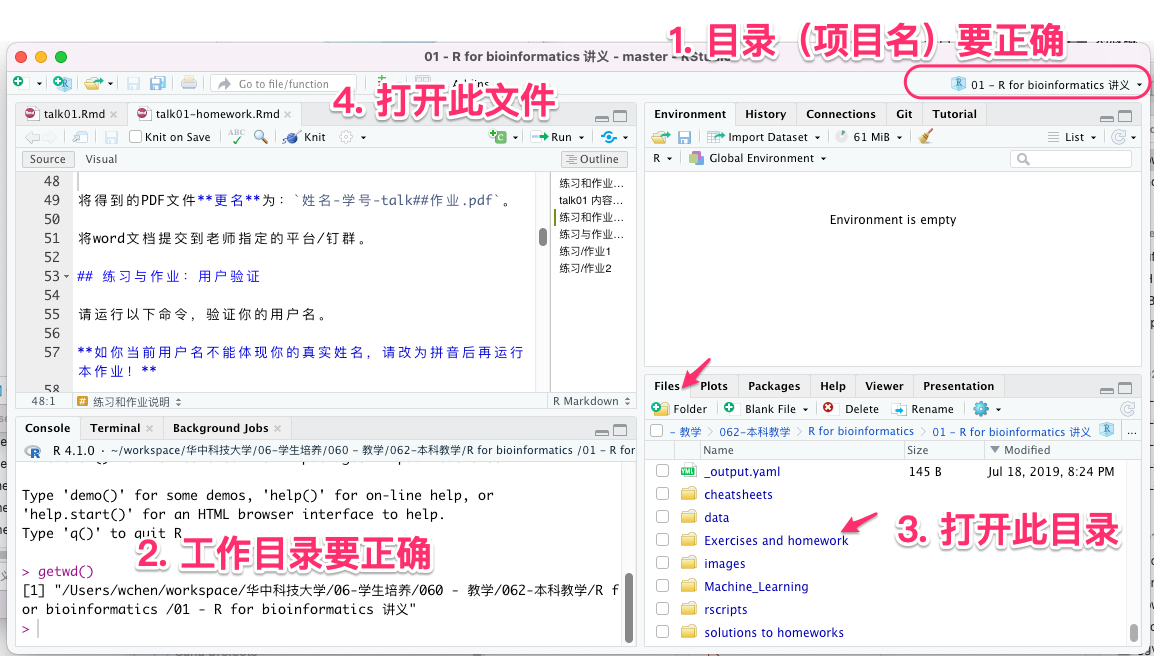 1. 目录（项目名）要正确
01 - R for bioinformatics 讲义 - master - RStudio
Go to file/function
Addins
01 - R for bioinformatics 讲义
4. 打开此文件
talk01.Rmd
talk01-homework.Rmd
Knit on Save
ABC
Knit
Run
Source
Visual
Outline
48
49 将得到的PDF文件**更名**为：`姓名-学号-talk##作业.pdf`。
50
51 将word文档提交到老师指定的平台/钉群。
52
53 ## 练习与作业：用户验证
54
55 请运行以下命令，验证你的用户名。
56
57 **如你当前用户名不能体现你的真实姓名，请改为拼音后再运行
本作业！**
58
练习和作业...
talk01 内容...
练习和作业...
练习与作业...
练习/作业1
练习/作业2
48:1
# 练习和作业说明
R Markdown
Console
Terminal
Background Jobs
R 4.1.0 · ~/workspace/华中科技大学/06-学生培养/060 - 教学/062-本科教学/R for bioinformatics /01 - R for
Type 'demo()' for some demos, 'help()' for on-line help, or
'help.start()' for an HTML browser interface to help.
Type 'q()' to quit R
2. 工作目录要正确
> getwd()
[1] "/Users/wchen/workspace/华中科技大学/06-学生培养/060 - 教学/062-本科教学/R f
or bioinformatics /01 - R for bioinformatics 讲义"
>
Environment
History
Connections
Git
Tutorial
Import Dataset
61 MiB
List
R
Global Environment
Environment is empty
Files
Plots
Packages
Help
Viewer
Presentation
Folder
Blank File
Delete
Rename
- 教学
062-本科教学
R for bioinformatics
01 - R for bioinformatics 讲义
...
Name
Size
Modified
YML
_output.yaml
145 B
Jul 18, 2019, 8:24 PM
cheatsheets
data
Exercises and homework
3. 打开此目录
images
Machine_Learning
rscripts
solutions to homeworks